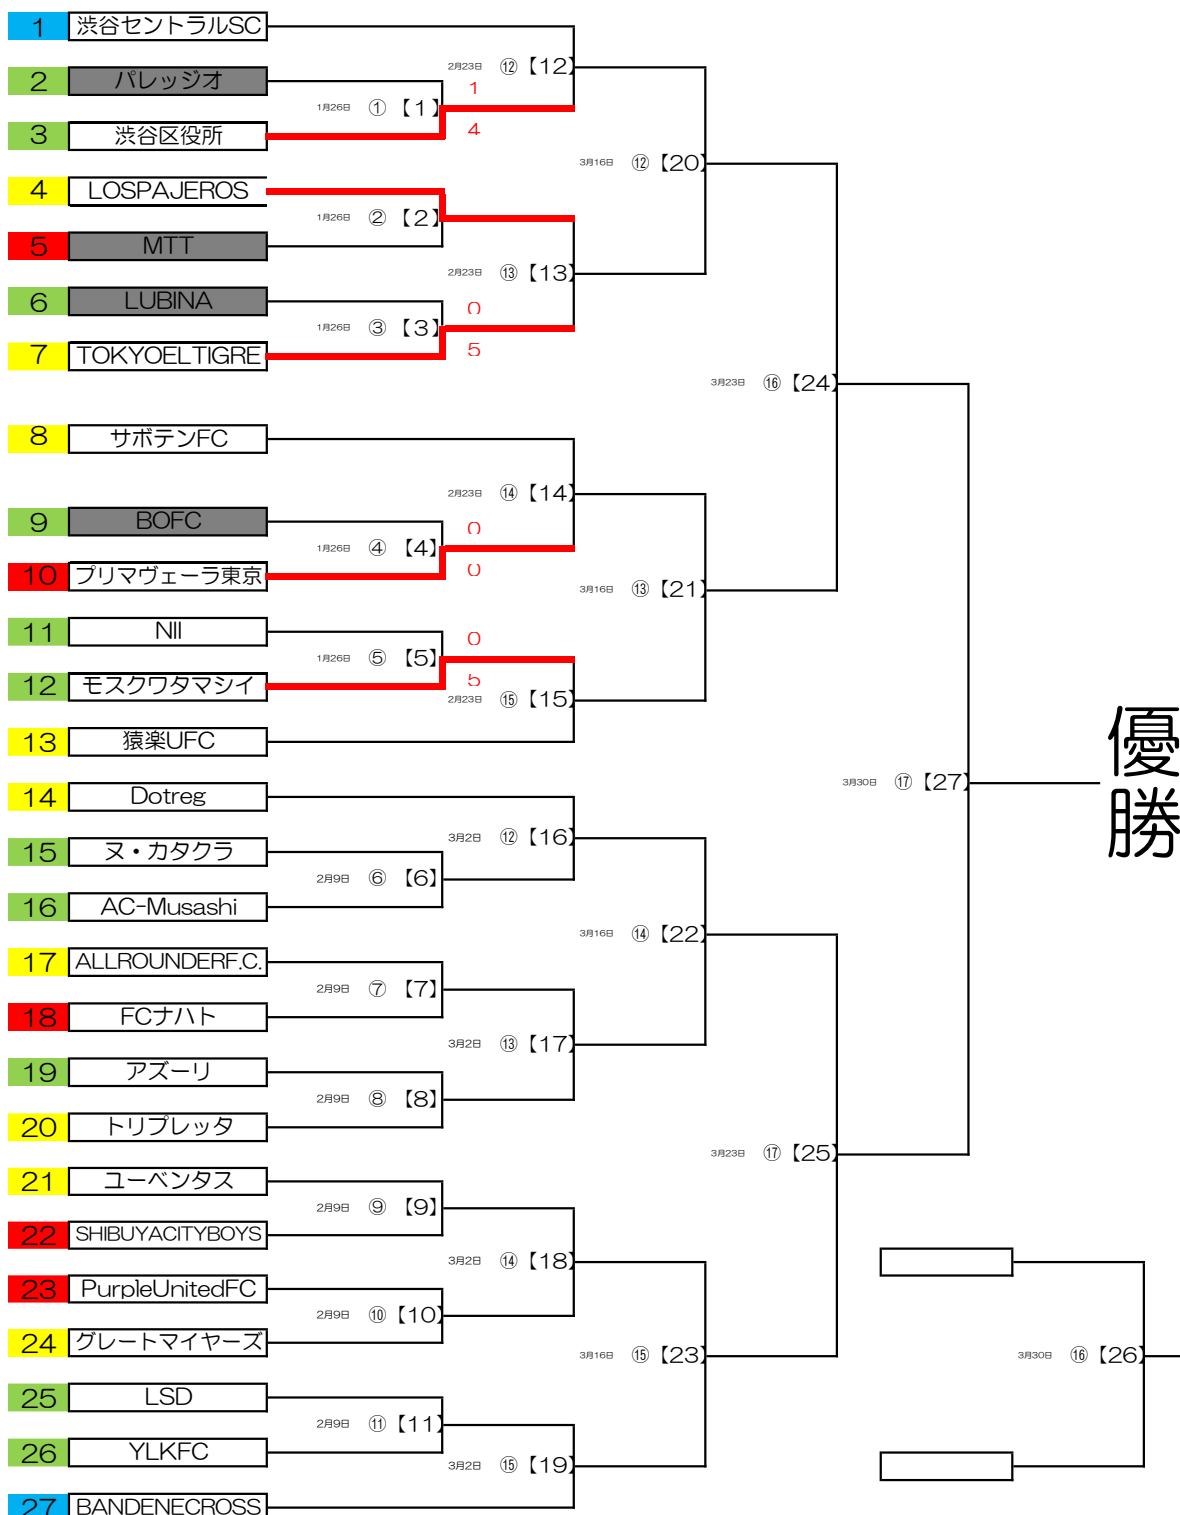 1 渋谷セントラルSC
2月23日 ⑫ 【12】
2 パレッジオ
1
1月26日 ① 【1】
3 渋谷区役所
4
3月16日 ⑫ 【20】
4 LOSPAJEROS
1月26日 ② 【2】
5 MTT
2月23日 ⑬ 【13】
6 LUBINA
0
1月26日 ③ 【3】
7 TOKYOELTIGRE
5
3月23日 ⑯ 【24】
8 サボテンFC
2月23日 ⑭ 【14】
9 BOFC
0
1月26日 ④ 【4】
10 プリマヴェーラ東京
0
3月16日 ⑬ 【21】
11 NII
0
1月26日 ⑤ 【5】
12 モスクワタマシイ
5
2月23日 ⑮ 【15】
13 猿楽UFC
優勝
3月30日 ⑰ 【27】
14 Dotreg
3月2日 ⑫ 【16】
15 ヌ・カタクラ
2月9日 ⑥ 【6】
16 AC-Musashi
3月16日 ⑭ 【22】
17 ALLROUNDERF.C.
2月9日 ⑦ 【7】
18 FCナハト
3月2日 ⑬ 【17】
19 アズーリ
2月9日 ⑧ 【8】
20 トリプレッタ
3月23日 ⑰ 【25】
21 ユーベンタス
2月9日 ⑨ 【9】
22 SHIBUYACITYBOYS
3月2日 ⑭ 【18】
23 PurpleUnitedFC
2月9日 ⑩ 【10】
24 グレートマイヤーズ
3月16日 ⑮ 【23】
3月30日 ⑯ 【26】
25 LSD
2月9日 ⑪ 【11】
26 YLKFC
3月2日 ⑮ 【19】
27 BANDENECROSS